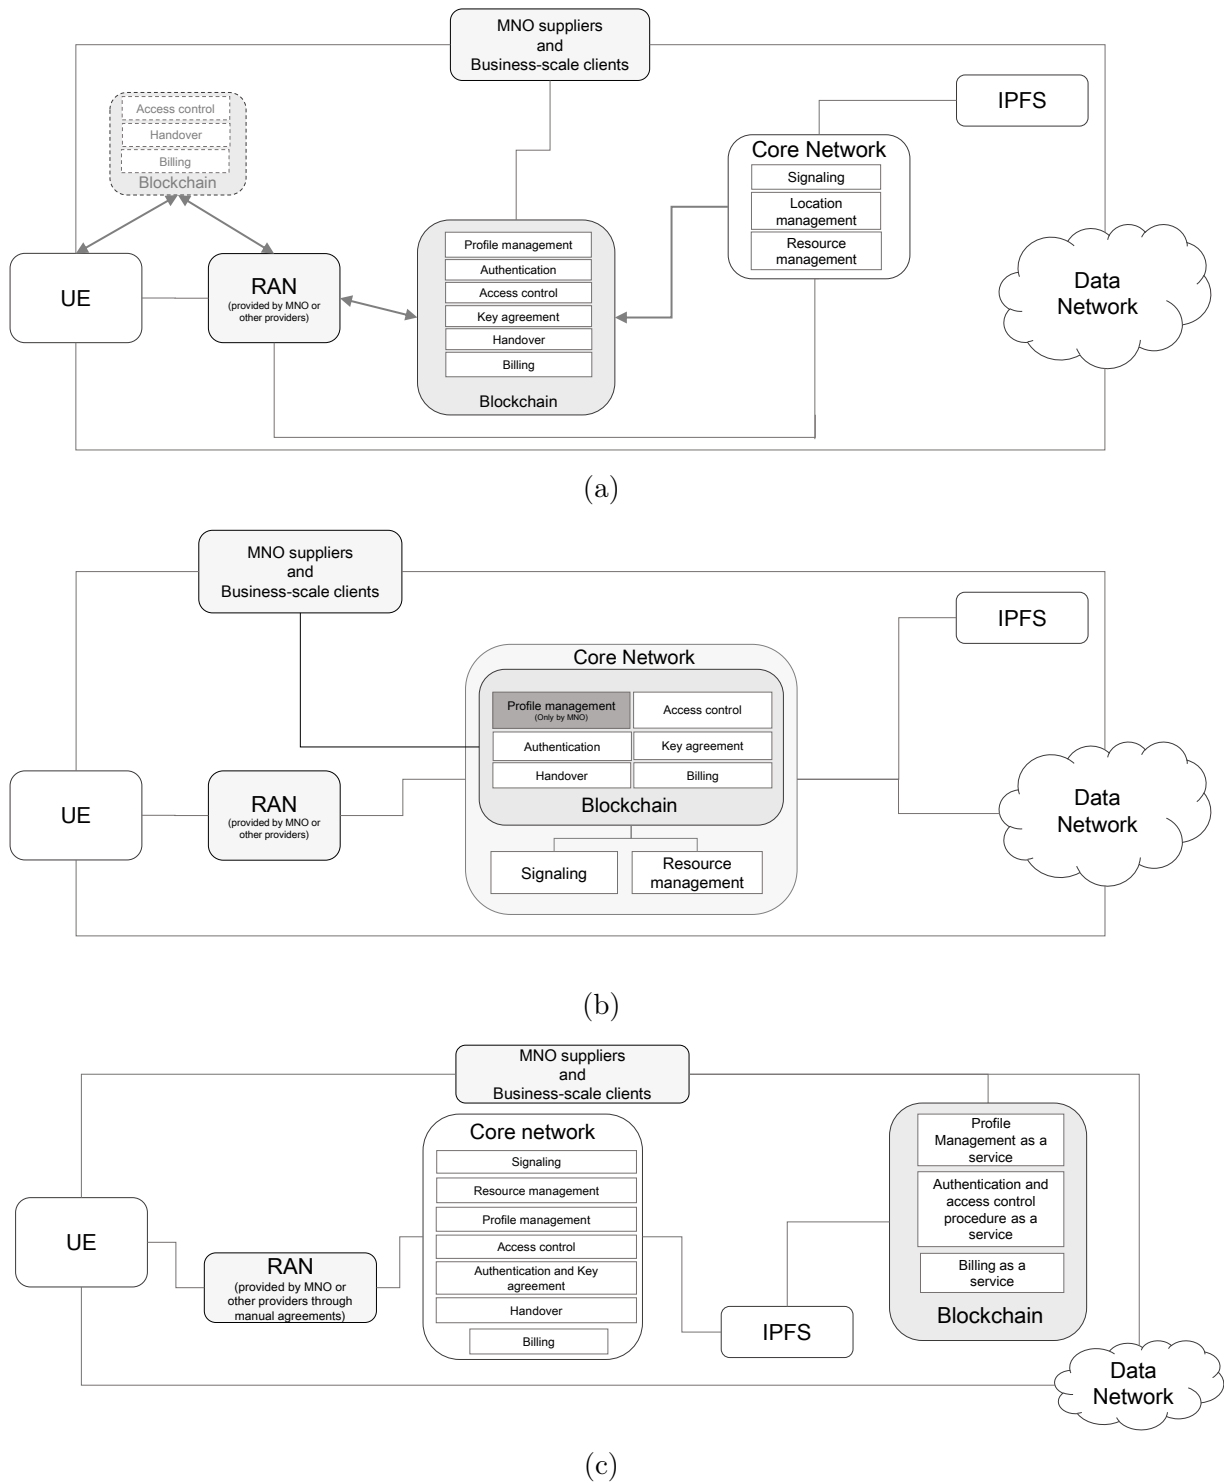 MNO suppliers
and
Business-scale clients
IPFS
Access control
Handover
Billing
Blockchain
Core Network
Signaling
Location
management
Resource
management
Profile management
Authentication
Access control
Key agreement
Handover
Billing
Blockchain
UE
RAN
(provided by MNO or
other providers)
Data
Network
(a)
MNO suppliers
and
Business-scale clients
IPFS
Core Network
Profile management
(Only by MNO)
Access control
Authentication
Key agreement
Handover
Billing
Blockchain
Signaling
Resource
management
UE
RAN
(provided by MNO or
other providers)
Data
Network
(b)
MNO suppliers
and
Business-scale clients
Core network
Signaling
Resource management
Profile management
Access control
Authentication and Key
agreement
Handover
Billing
Profile
Management as a
service
Authentication and
access control
procedure as a
service
Billing as a
service
Blockchain
UE
RAN
(provided by MNO or
other providers through
manual agreements)
IPFS
Data
Network
(c)